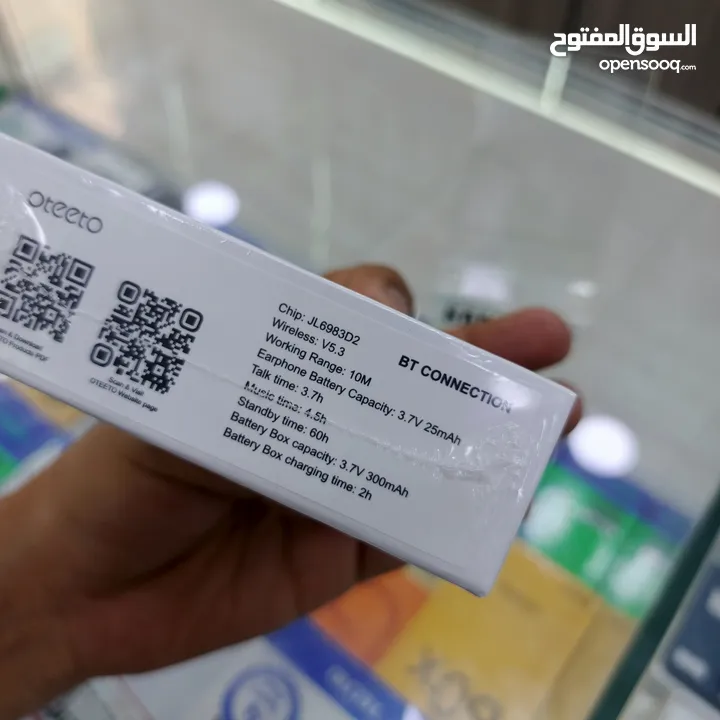 السوق المفتوح
opensooq.com
oteeto
Scan & Visit
OTEETO Website page
BT CONNECTION
Chip: JL6983D2
Wireless: V5.3
Working Range: 10M
Earphone Battery Capacity: 3.7V 25mAh
Talk time: 3.7h
Music time: 4.5h
Standby time: 60h
Battery Box capacity: 3.7V 300mAh
Battery Box charging time: 2h